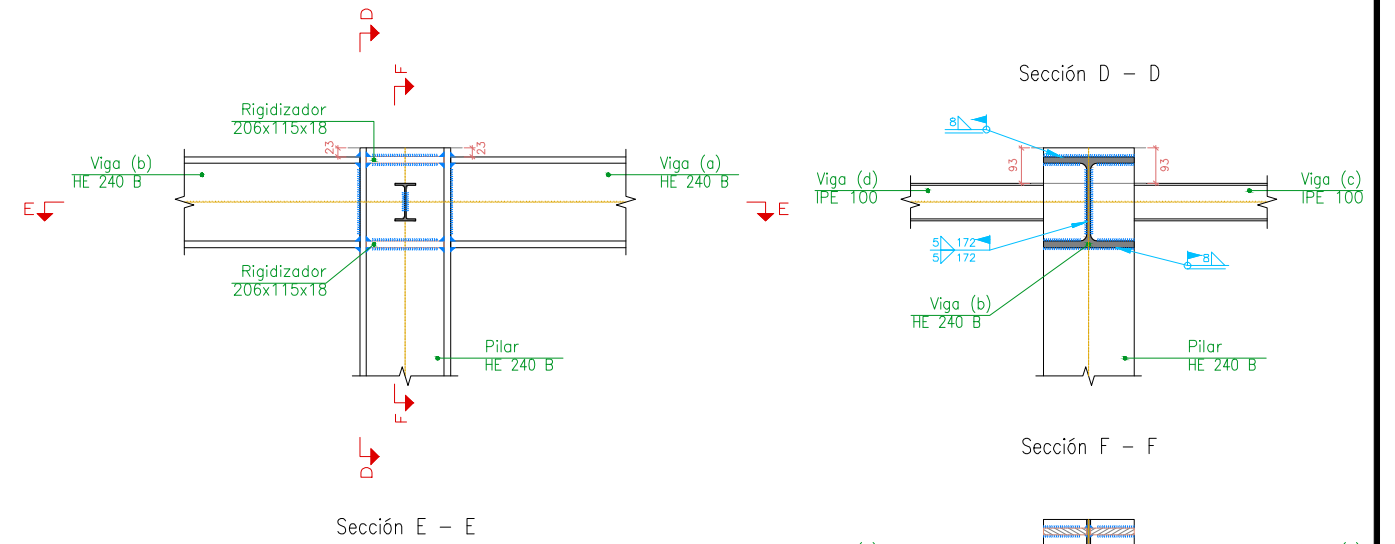 D
F
Sección D - D
Rigidizador
206x115x18
8
23
23
93
93
Viga (b)
HE 240 B
Viga (a)
HE 240 B
Viga (d)
IPE 100
Viga (c)
IPE 100
E
E
5 172
5 172
8
Rigidizador
206x115x18
Viga (b)
HE 240 B
Pilar
HE 240 B
Pilar
HE 240 B
F
D
Sección F - F
Sección E - E